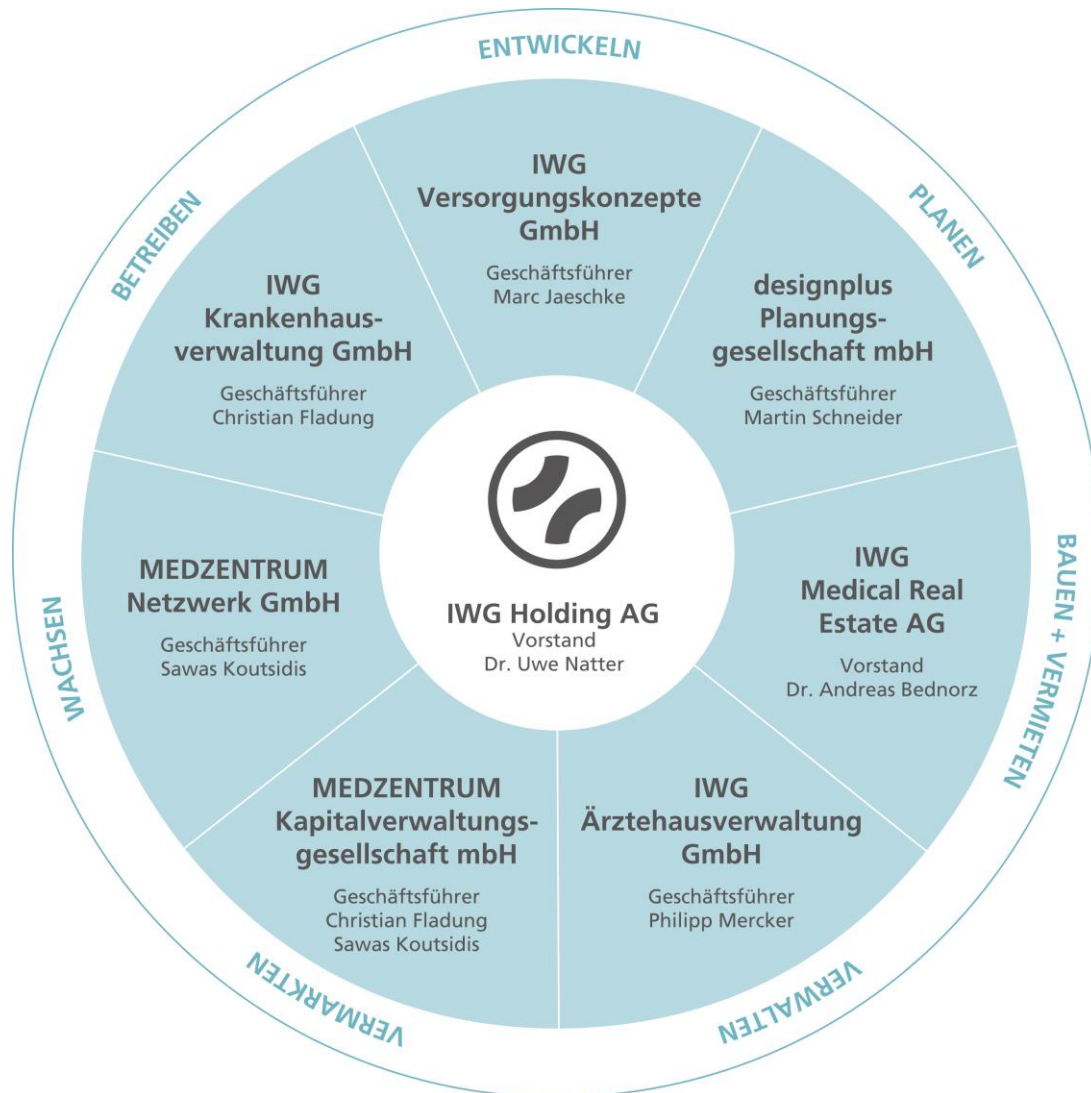 ENTWICKELN
IWG
Versorgungskonzepte
GmbH
Geschäftsführer
Marc Jaeschke
PLANEN
designplus
Planungs-
gesellschaft mbH
Geschäftsführer
Martin Schneider
BAUEN + VERMIETEN
IWG
Medical Real
Estate AG
Vorstand
Dr. Andreas Bednorz
VERWALTEN
IWG
Ärztehausverwaltung
GmbH
Geschäftsführer
Philipp Mercker
VERMARKTEN
MEDZENTRUM
Kapitalverwaltungs-
gesellschaft mbH
Geschäftsführer
Christian Fladung
Sawas Koutsidis
WACHSEN
MEDZENTRUM
Netzwerk GmbH
Geschäftsführer
Sawas Koutsidis
BETREIBEN
IWG
Krankenhaus-
verwaltung GmbH
Geschäftsführer
Christian Fladung
IWG Holding AG
Vorstand
Dr. Uwe Natter